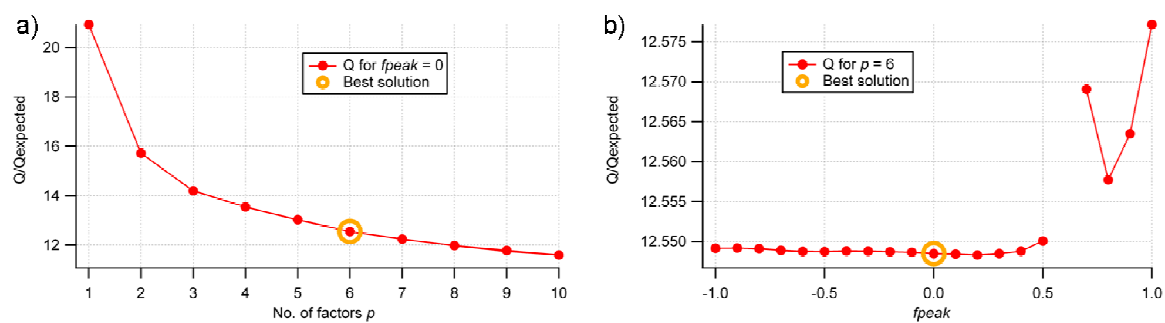 a)
Q/Qexpected
20
18
16
14
12
Q for fpeak = 0
Best solution
1 2 3 4 5 6 7 8 9 10
No. of factors p
b)
Q/Qexpected
12.575
12.570
12.565
12.560
12.555
12.550
Q for p = 6
Best solution
-1.0 -0.5 0.0 0.5 1.0
fpeak